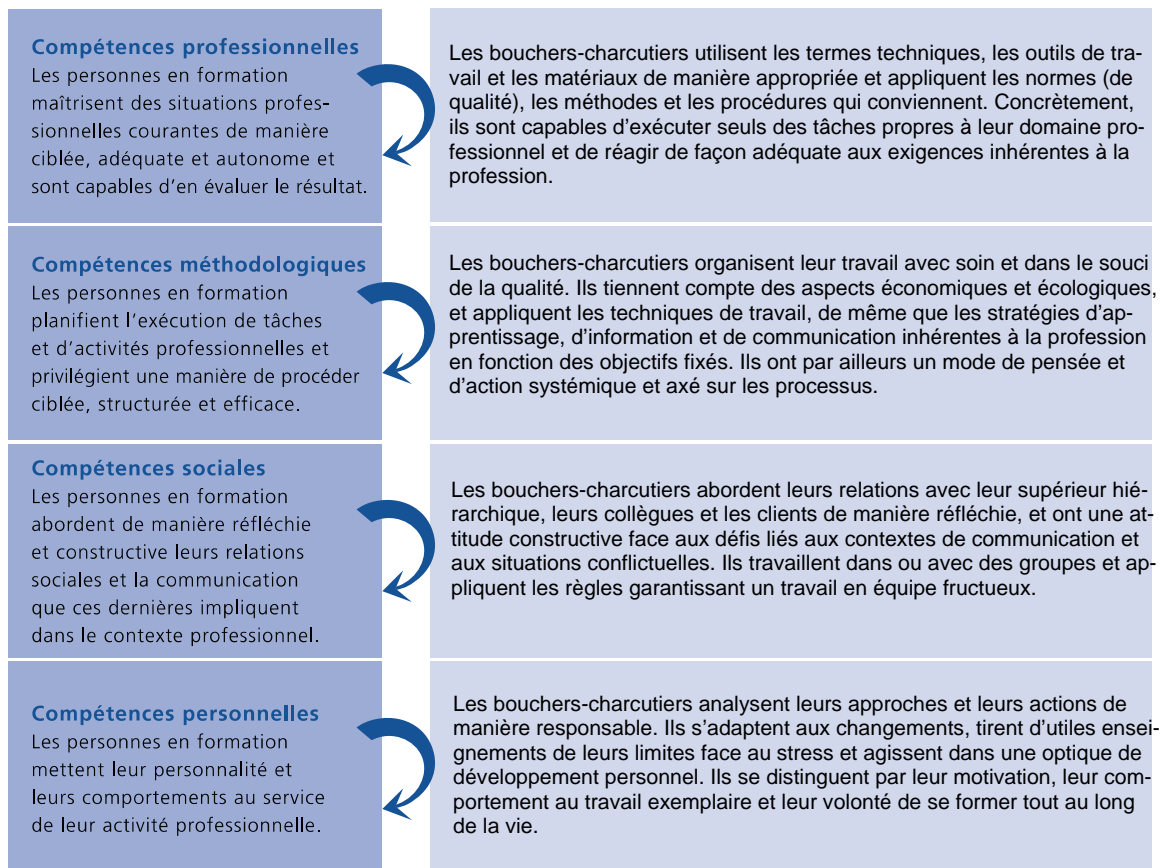 Compétences professionnelles
Les personnes en formation
maîtrisent des situations profes-
sionnelles courantes de manière
ciblée, adéquate et autonome et
sont capables d'en évaluer le résultat.
Les bouchers-charcutiers utilisent les termes techniques, les outils de tra-
vail et les matériaux de manière appropriée et appliquent les normes (de
qualité), les méthodes et les procédures qui conviennent. Concrètement,
ils sont capables d'exécuter seuls des tâches propres à leur domaine pro-
fessionnel et de réagir de façon adéquate aux exigences inhérentes à la
profession.
Compétences méthodologiques
Les personnes en formation
planifient l'exécution de tâches
et d'activités professionnelles et
privilégient une manière de procéder
ciblée, structurée et efficace.
Les bouchers-charcutiers organisent leur travail avec soin et dans le souci
de la qualité. Ils tiennent compte des aspects économiques et écologiques,
et appliquent les techniques de travail, de même que les stratégies d'ap-
prentissage, d'information et de communication inhérentes à la profession
en fonction des objectifs fixés. Ils ont par ailleurs un mode de pensée et
d'action systémique et axé sur les processus.
Compétences sociales
Les personnes en formation
abordent de manière réfléchie
et constructive leurs relations
sociales et la communication
que ces dernières impliquent
dans le contexte professionnel.
Les bouchers-charcutiers abordent leurs relations avec leur supérieur hié-
rarchique, leurs collègues et les clients de manière réfléchie, et ont une at-
titude constructive face aux défis liés aux contextes de communication et
aux situations conflictuelles. Ils travaillent dans ou avec des groupes et ap-
pliquent les règles garantissant un travail en équipe fructueux.
Compétences personnelles
Les personnes en formation
mettent leur personnalité et
leurs comportements au service
de leur activité professionnelle.
Les bouchers-charcutiers analysent leurs approches et leurs actions de
manière responsable. Ils s'adaptent aux changements, tirent d'utiles ensei-
gnements de leurs limites face au stress et agissent dans une optique de
développement personnel. Ils se distinguent par leur motivation, leur com-
portement au travail exemplaire et leur volonté de se former tout au long
de la vie.